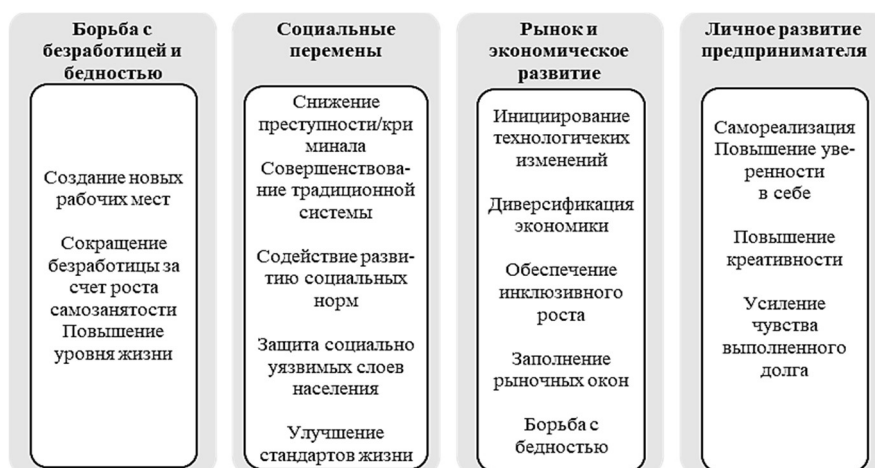 Борьба с
безработицей и
бедностью
Создание новых
рабочих мест
Сокращение
безработицы за
счет роста
самозанятости
Повышение
уровня жизни
Социальные
перемены
Снижение
преступности/кри
минала
Совершенствова-
ние традиционной
системы
Содействие разви-
тию социальных
норм
Защита социально
уязвимых слоев
населения
Улучшение
стандартов жизни
Рынок и
экономическое
развитие
Инициирование
технологичеких
изменений
Диверсификация
экономики
Обеспечение
инклюзивного
роста
Заполнение
рыночных окон
Борьба с
бедностью
Личное развитие
предпринимателя
Самореализация
Повышение уве-
ренности
в себе
Повышение
креативности
Усиление
чувства
выполненного
долга